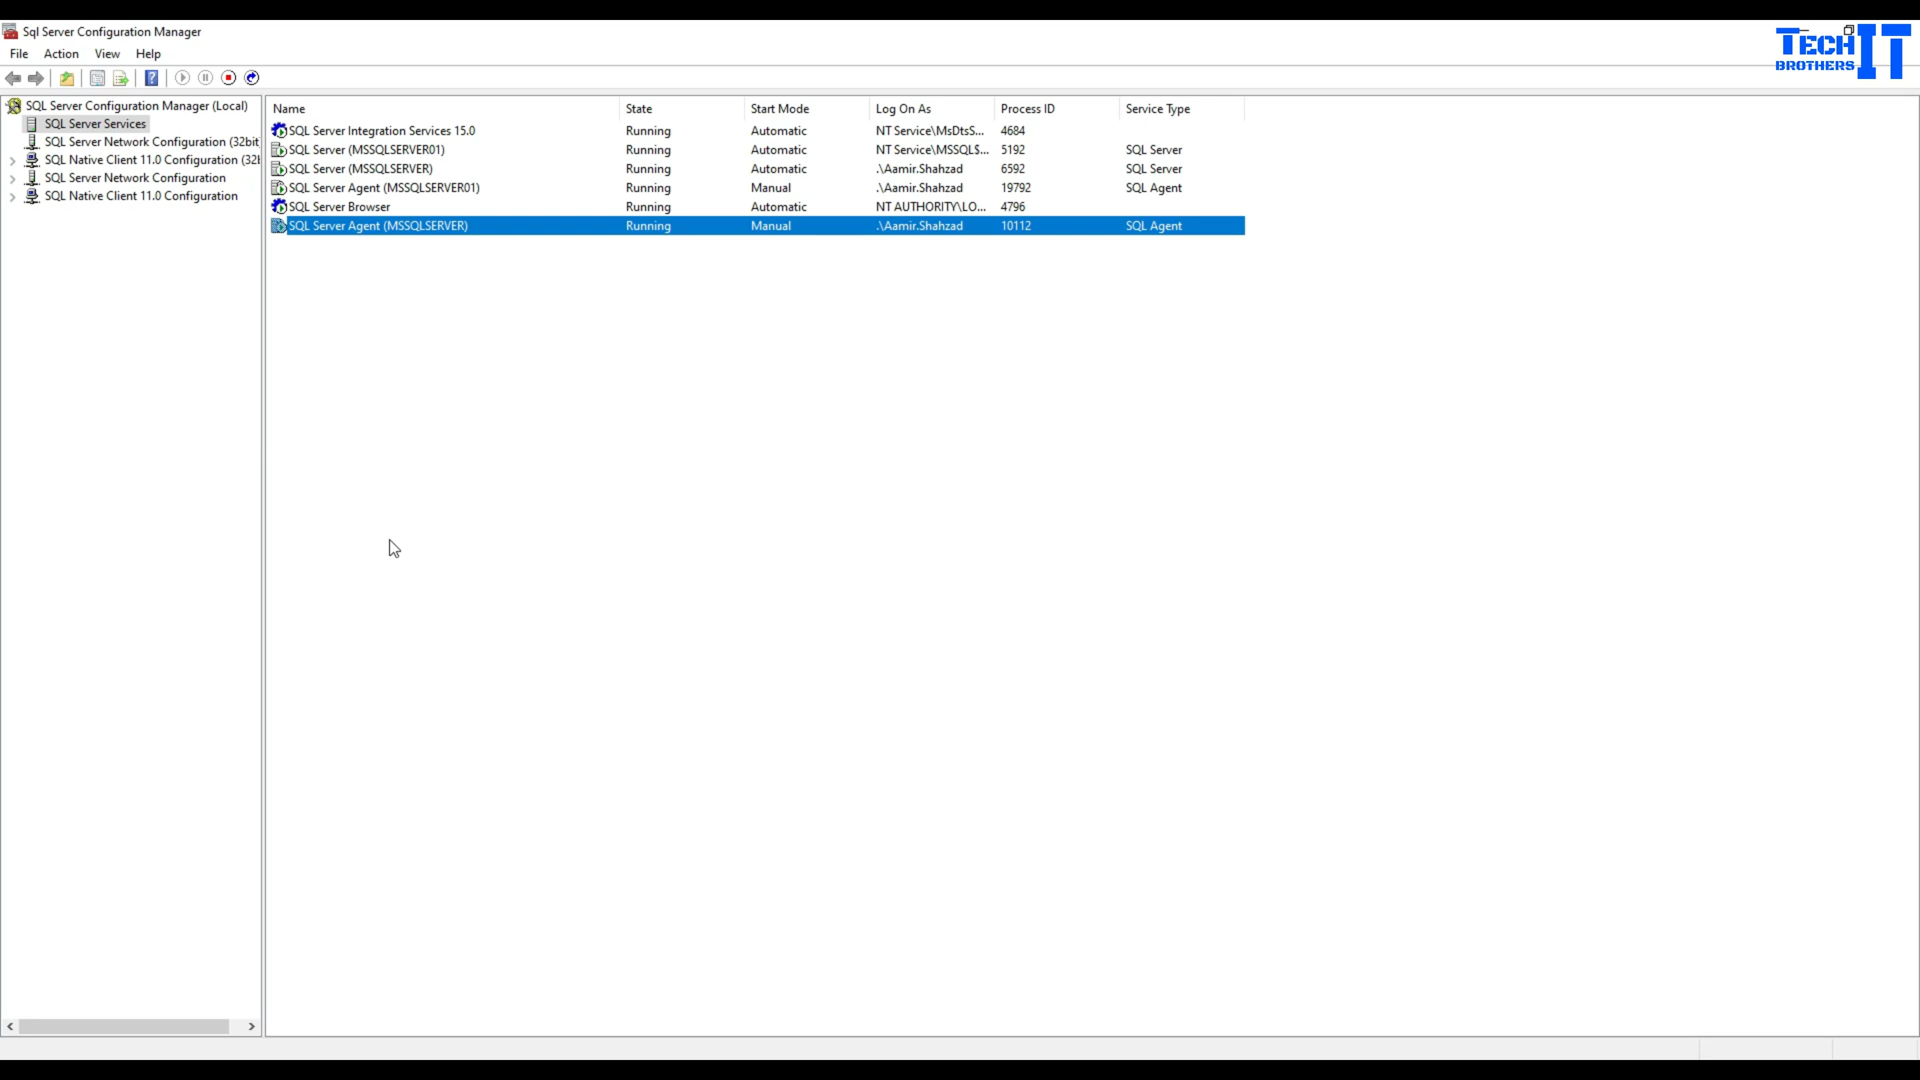 Sql Server Configuration Manager
TECH IT
BROTHERS
File Action View Help
SQL Server Configuration Manager (Local)
SQL Server Services
SQL Server Network Configuration (32bit
SQL Native Client 11.0 Configuration (32b
SQL Server Network Configuration
SQL Native Client 11.0 Configuration
Name State Start Mode Log On As Process ID Service Type
SQL Server Integration Services 15.0 Running Automatic NT Service\MsDtsS... 4684
SQL Server (MSSQLSERVER01) Running Automatic NT Service\MSSQL$... 5192 SQL Server
SQL Server (MSSQLSERVER) Running Automatic .\Aamir.Shahzad 6592 SQL Server
SQL Server Agent (MSSQLSERVER01) Running Manual .\Aamir.Shahzad 19792 SQL Agent
SQL Server Browser Running Automatic NT AUTHORITY\LO... 4796
SQL Server Agent (MSSQLSERVER) Running Manual .\Aamir.Shahzad 10112 SQL Agent